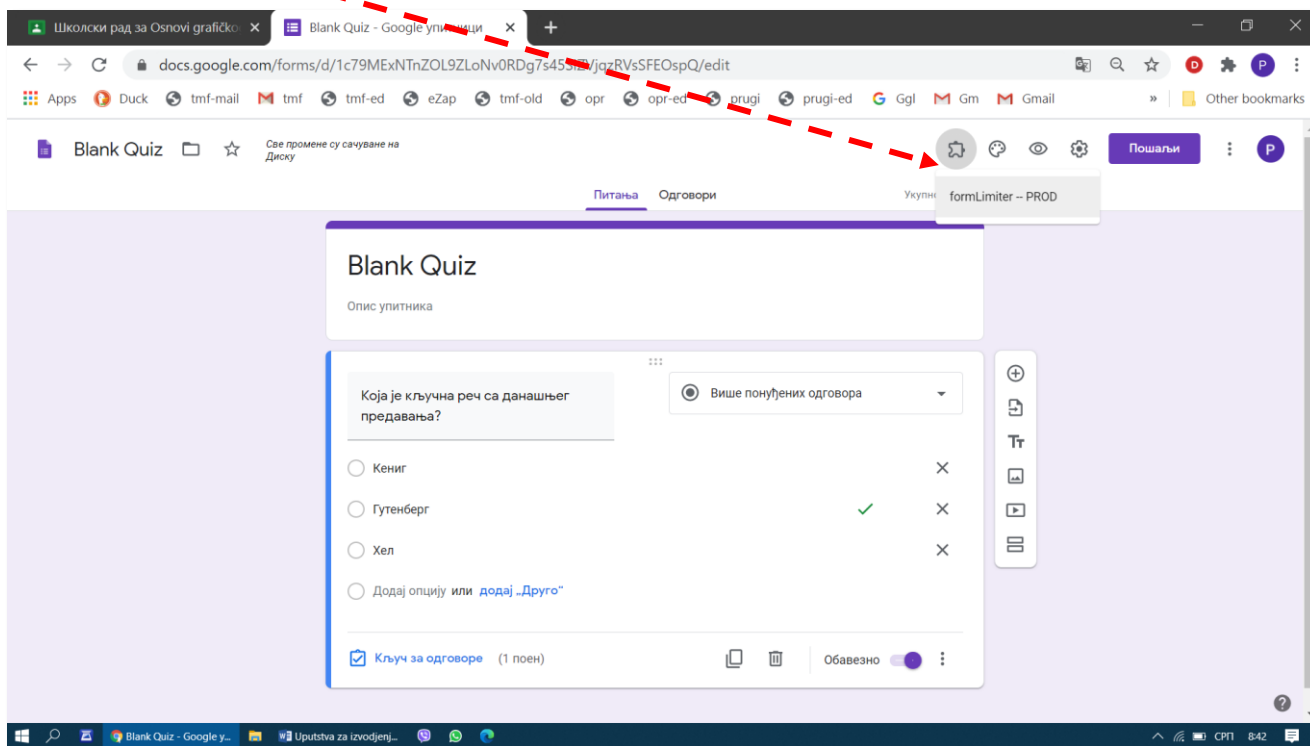 Школски рад за Osnovi grafičko
Blank Quiz - Google упитници
docs.google.com/forms/d/
/edit
Apps Duck tmf-mail tmf tmf-ed eZap tmf-old opr opr-ed prugi prugi-ed Ggl Gm Gmail » Other bookmarks
Blank Quiz
Све промене су сачуване на
Диску
Пошаљи
P
Питања Одговори
formLimiter – PROD
Blank Quiz
Опис упитника
Која је кључна реч са данашњег
предавања?
Више понуђених одговора
Кениг
Гутенберг
Хел
Додај опцију или додај „Друго“
Кључ за одговоре (1 поен)
Обавезно
Blank Quiz - Google y... Uputstva za izvodjenj... СРП 8:42